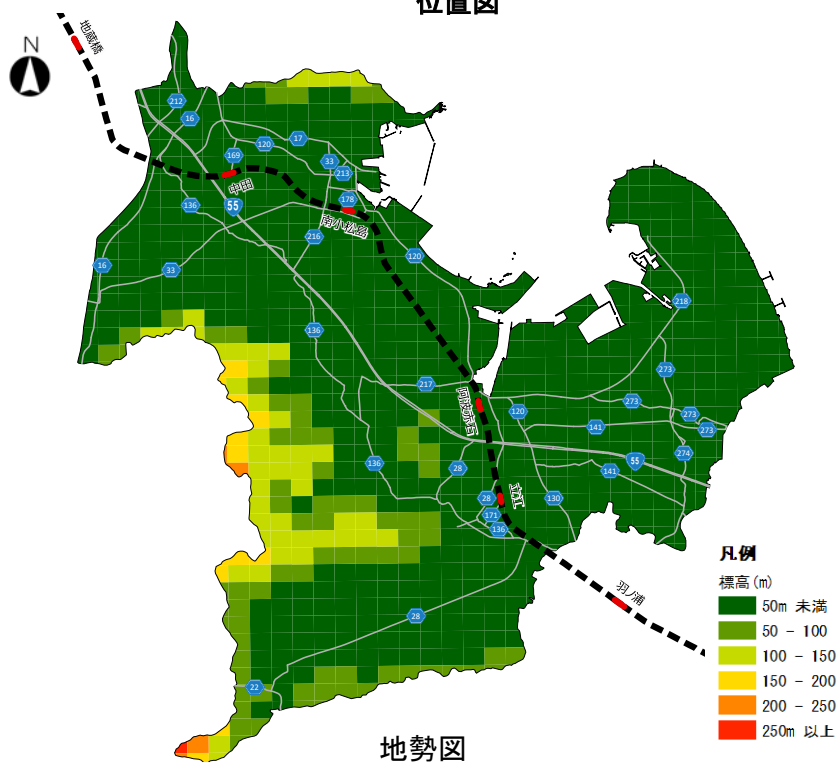 位置図
地蔵橋
N
212
16
17
120
169
33
213
中田
178
136
55
南小松島
216
120
16
33
218
136
273
217
阿波赤石
120
273
273
141
273
274
136
28
55
141
28
立江
130
171
136
羽ノ浦
28
22
凡例
標高(m)
50m 未満
50 - 100
100 - 150
150 - 200
200 - 250
250m 以上
地勢図